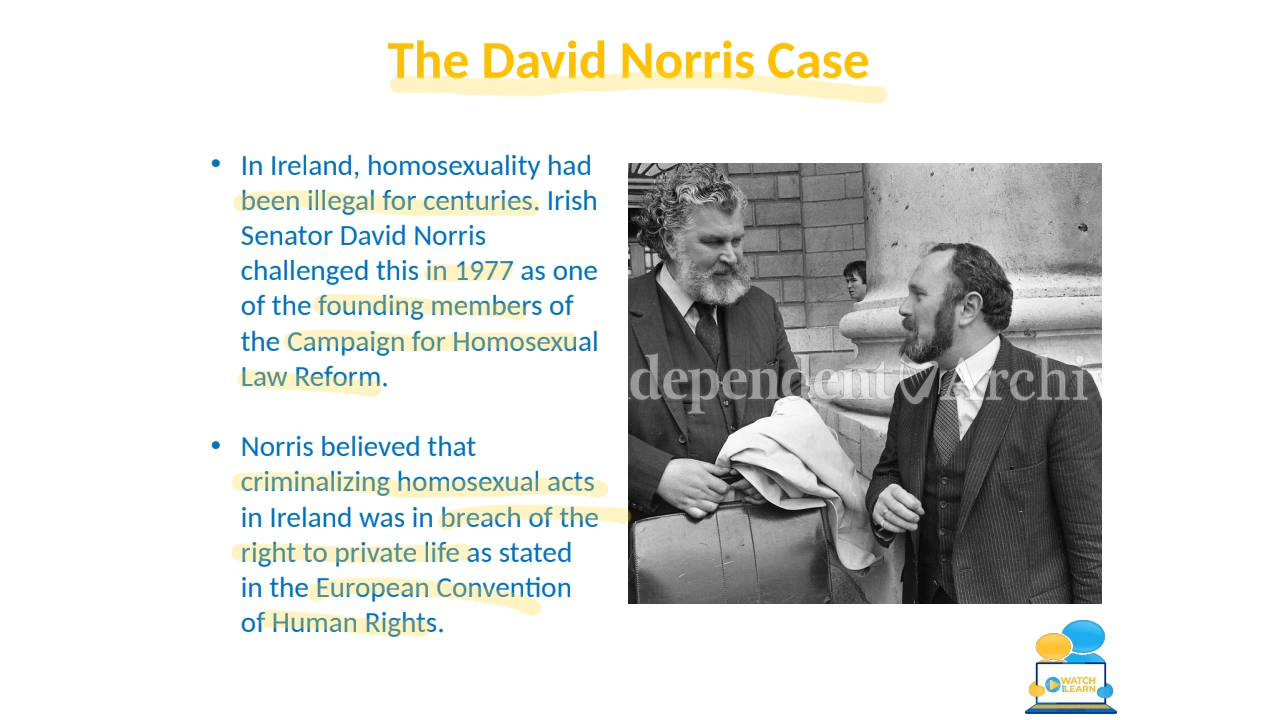 The David Norris Case
• In Ireland, homosexuality had
been illegal for centuries. Irish
Senator David Norris
challenged this in 1977 as one
of the founding members of
the Campaign for Homosexual
Law Reform.
• Norris believed that
criminalizing homosexual acts
in Ireland was in breach of the
right to private life as stated
in the European Convention
of Human Rights.
dependent Archiv
WATCH
LEARN